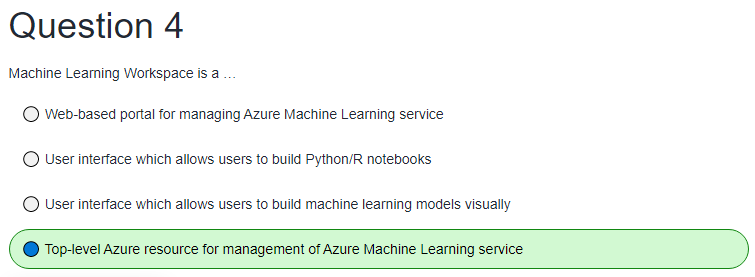 Question 4
Machine Learning Workspace is a …
Web-based portal for managing Azure Machine Learning service
User interface which allows users to build Python/R notebooks
User interface which allows users to build machine learning models visually
Top-level Azure resource for management of Azure Machine Learning service